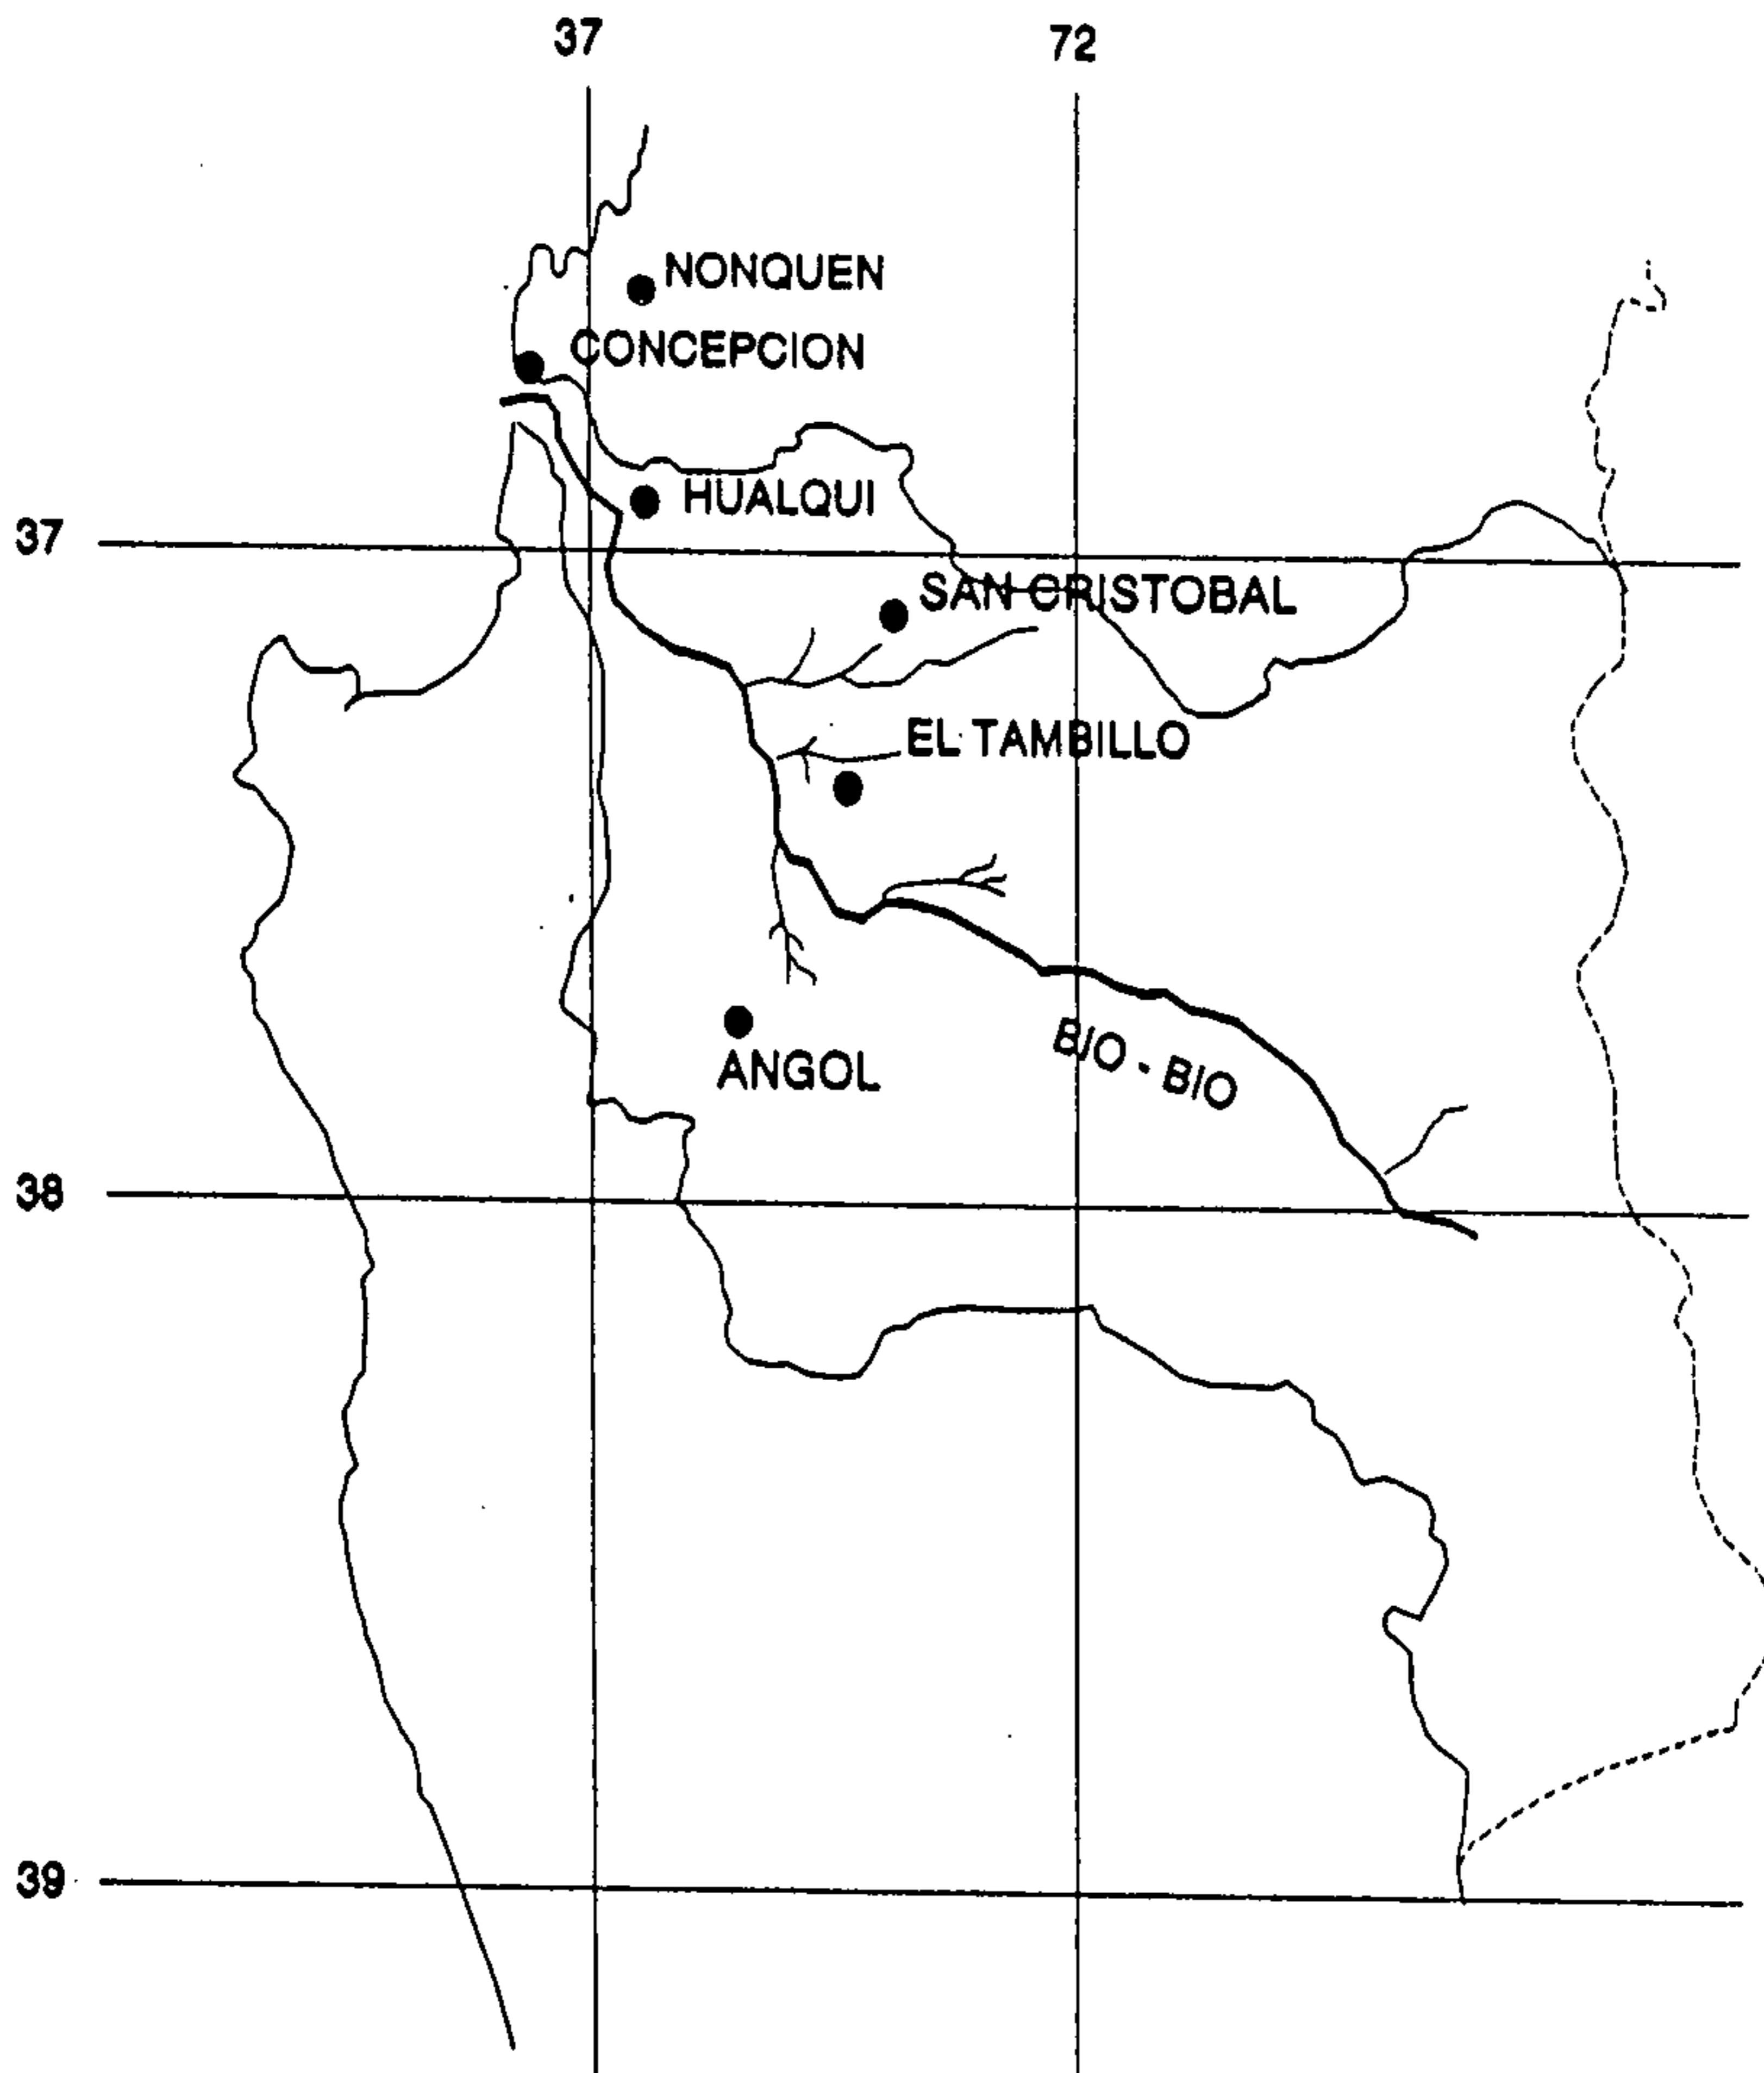 37 72
NONQUEN
CONCEPCION
HUALQUI
37
SAN CRISTOBAL
EL TAMBILLO
BIO - BIO
ANGOL
38
39